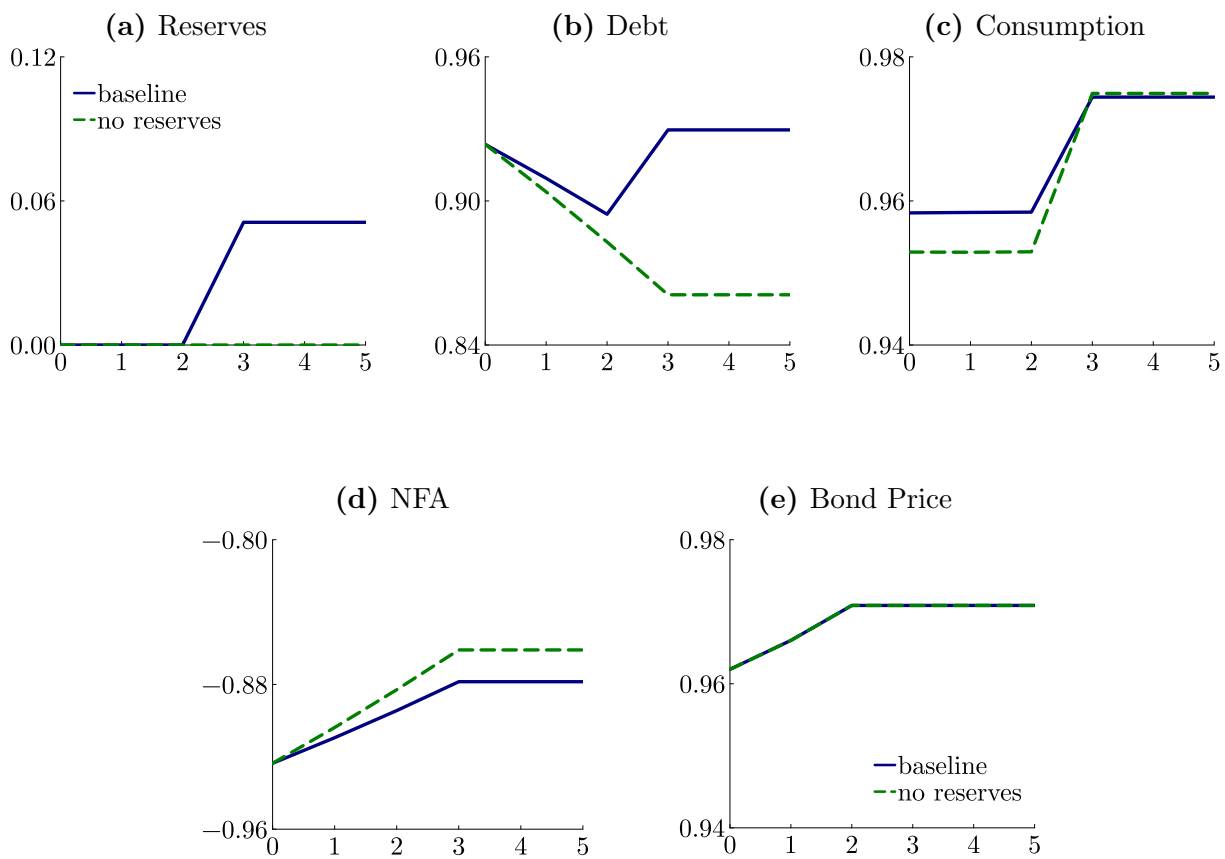 (a) Reserves
(b) Debt
(c) Consumption
0.12
0.06
0.00
0 1 2 3 4 5
baseline
no reserves
0.96
0.90
0.84
0 1 2 3 4 5
0.98
0.96
0.94
0 1 2 3 4 5
(d) NFA
(e) Bond Price
−0.80
−0.88
−0.96
0 1 2 3 4 5
0.98
0.96
0.94
0 1 2 3 4 5
baseline
no reserves